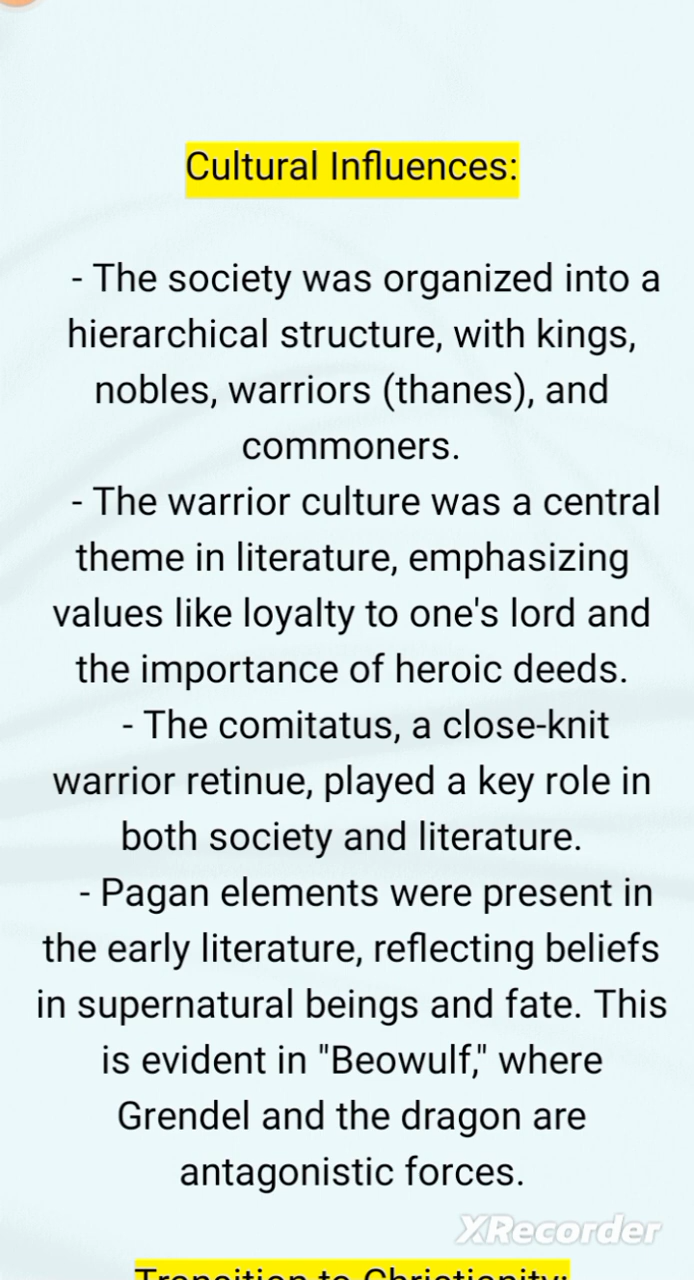 Cultural Influences:
- The society was organized into a
hierarchical structure, with kings,
nobles, warriors (thanes), and
commoners.
- The warrior culture was a central
theme in literature, emphasizing
values like loyalty to one's lord and
the importance of heroic deeds.
- The comitatus, a close-knit
warrior retinue, played a key role in
both society and literature.
- Pagan elements were present in
the early literature, reflecting beliefs
in supernatural beings and fate. This
is evident in "Beowulf," where
Grendel and the dragon are
antagonistic forces.
XRecorder
Transition to Christianity: